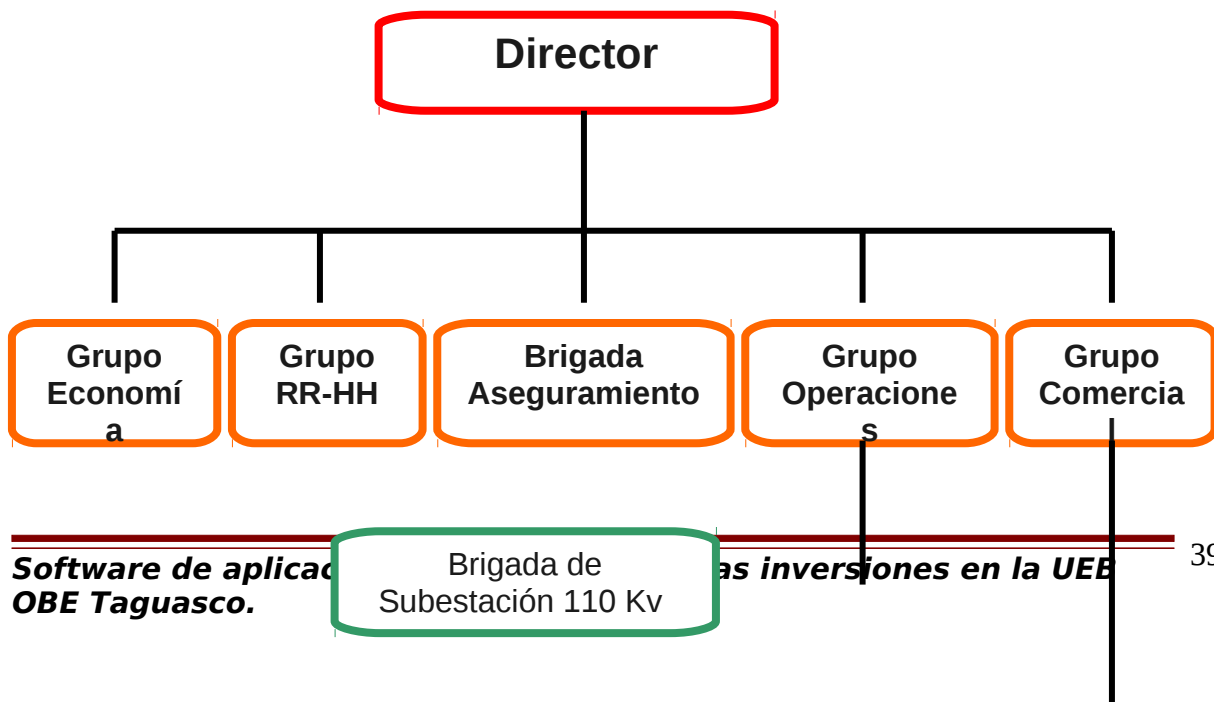 Director
Grupo
Economí
a
Grupo
RR-HH
Brigada
Aseguramiento
Grupo
Operacione
s
Grupo
Comercia
Brigada de
Subestación 110 Kv
Software de aplicac as inversiones en la UEB
OBE Taguasco.
39